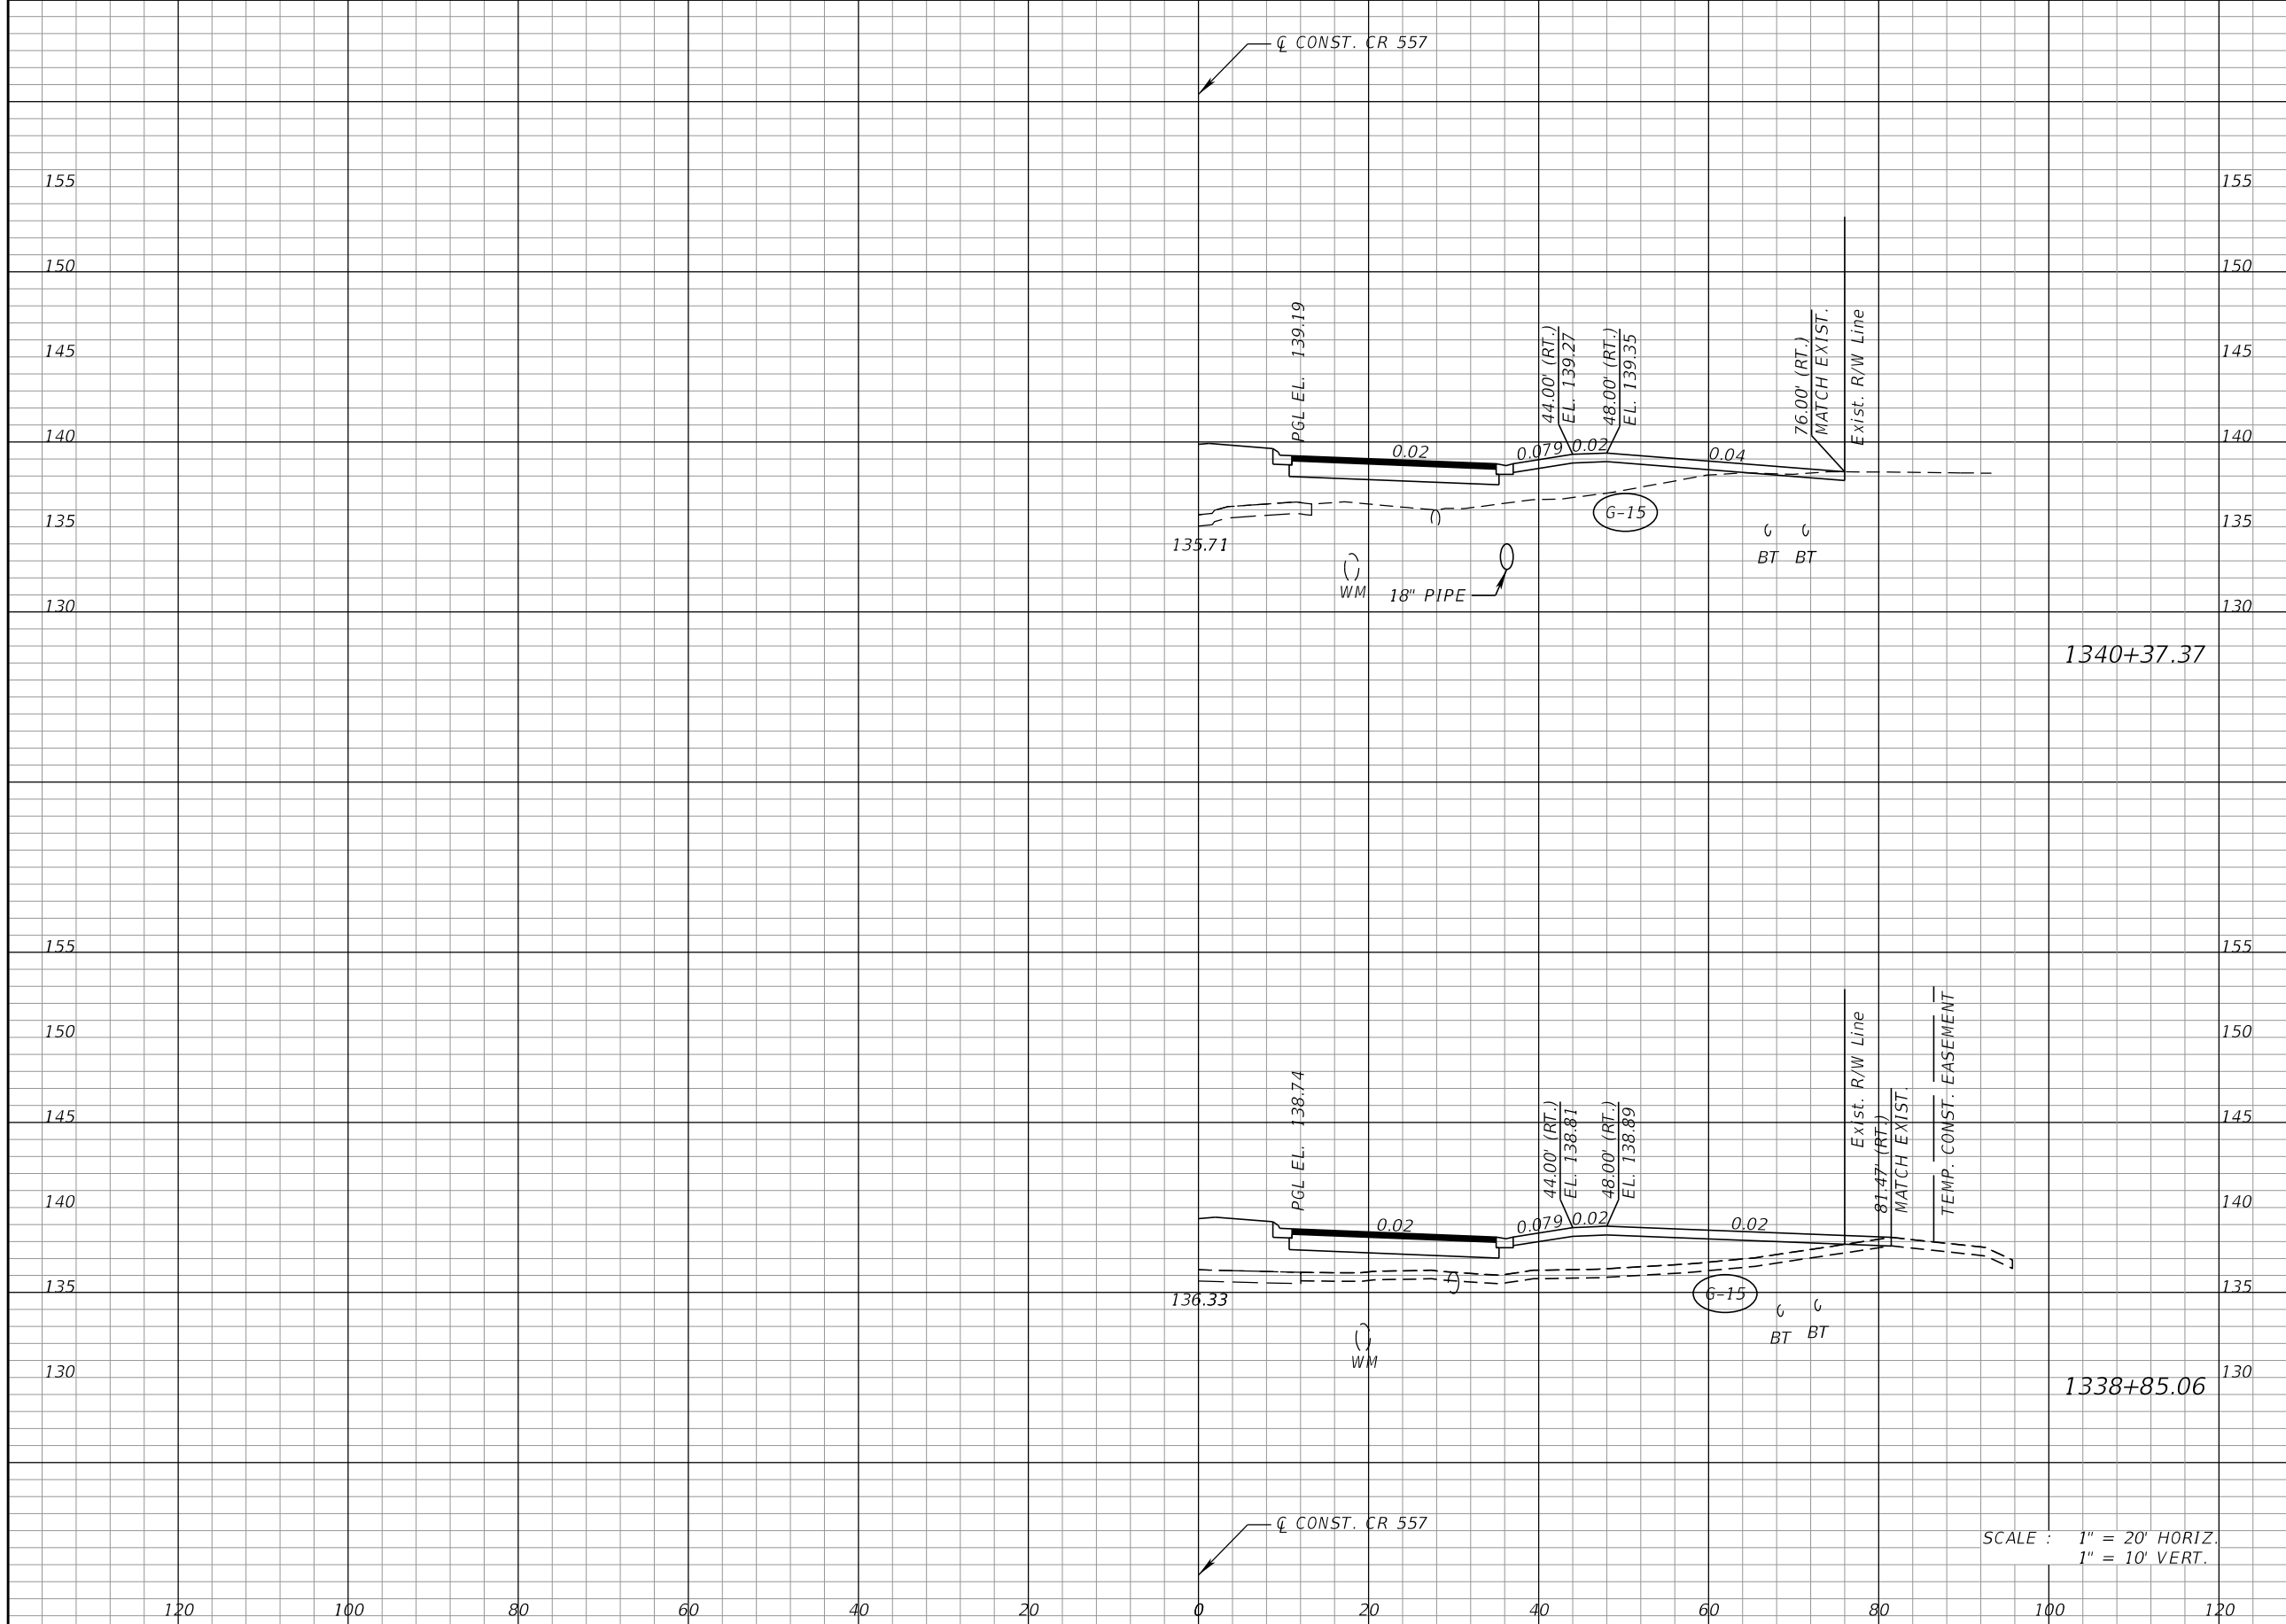 ℄ CONST. CR 557
155 155
150 150
145 145
140 140
135 135
130 130
PGL EL. 139.19
44.00' (RT.)
EL. 139.27
48.00' (RT.)
EL. 139.35
76.00' (RT.)
MATCH EXIST.
Exist. R/W Line
0.02
0.079
0.02
0.04
G-15
135.71
WM
18" PIPE
BT BT
1340+37.37
155 155
150 150
145 145
140 140
135 135
130 130
PGL EL. 138.74
44.00' (RT.)
EL. 138.81
48.00' (RT.)
EL. 138.89
Exist. R/W Line
81.47' (RT.)
MATCH EXIST.
TEMP. CONST. EASEMENT
0.02
0.079
0.02
0.02
G-15
136.33
WM
BT BT
1338+85.06
℄ CONST. CR 557
SCALE : 1" = 20' HORIZ.
1" = 10' VERT.
120 100 80 60 40 20 0 20 40 60 80 100 120